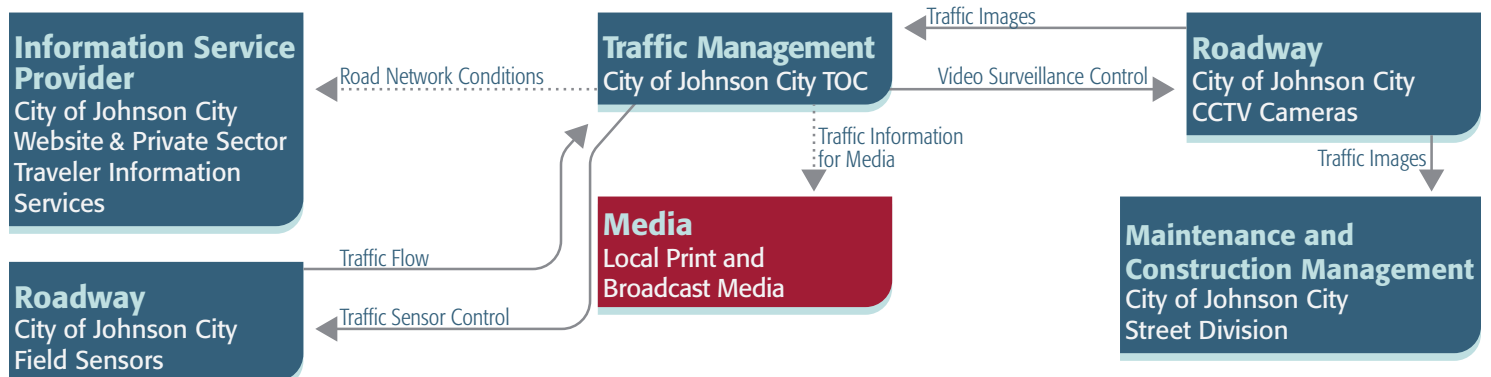 Information Service
Provider
City of Johnson City
Website & Private Sector
Traveler Information
Services
Road Network Conditions
Traffic Management
City of Johnson City TOC
Traffic Images
Video Surveillance Control
Roadway
City of Johnson City
CCTV Cameras
Traffic Information
for Media
Traffic Images
Media
Local Print and
Broadcast Media
Maintenance and
Construction Management
City of Johnson City
Street Division
Traffic Flow
Traffic Sensor Control
Roadway
City of Johnson City
Field Sensors